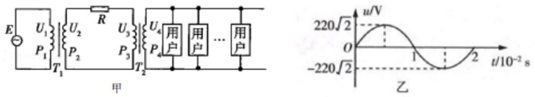 E
U₁
P₁
T₁
U₂
P₂
R
U₃
P₃
T₂
U₄
P₄
用户
用户
…
用户
甲
u/V
220√2
O
1
2
t/10⁻² s
-220√2
乙